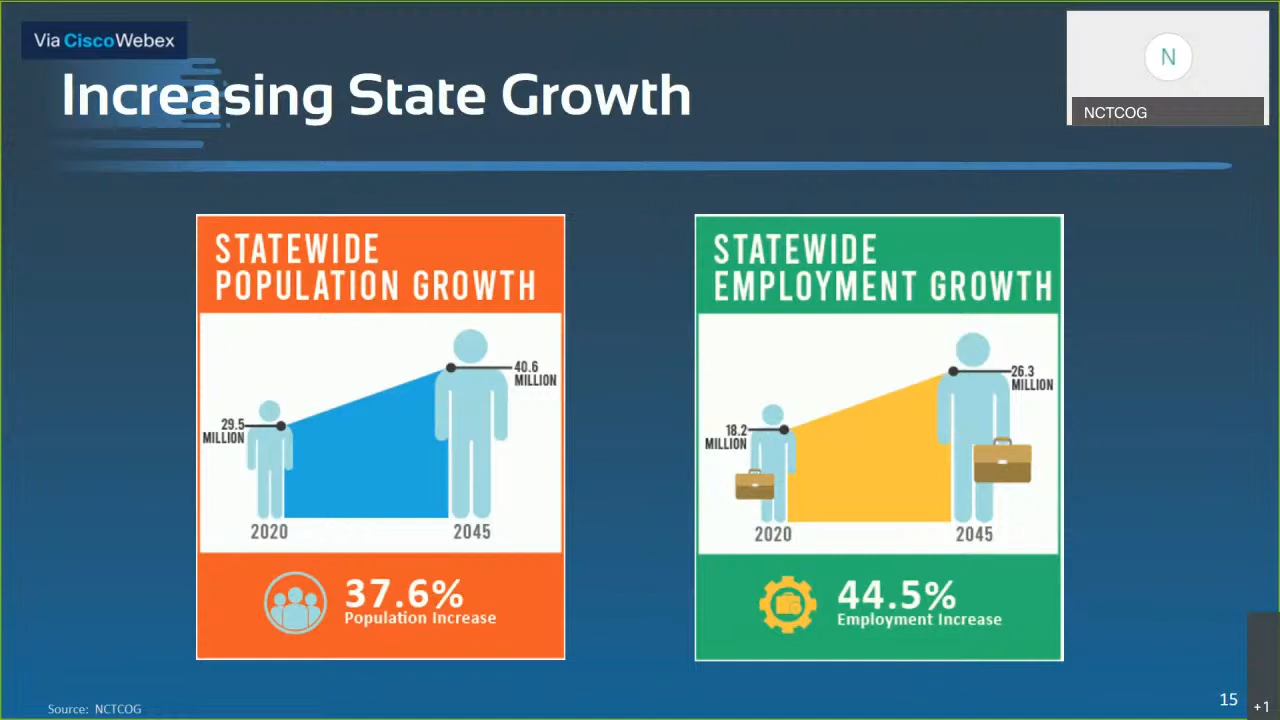 Via CiscoWebex
Increasing State Growth
N
NCTCOG
STATEWIDE
POPULATION GROWTH
29.5
MILLION
40.6
MILLION
2020
2045
37.6%
Population Increase
STATEWIDE
EMPLOYMENT GROWTH
18.2
MILLION
26.3
MILLION
2020
2045
44.5%
Employment Increase
Source: NCTCOG
15
+1